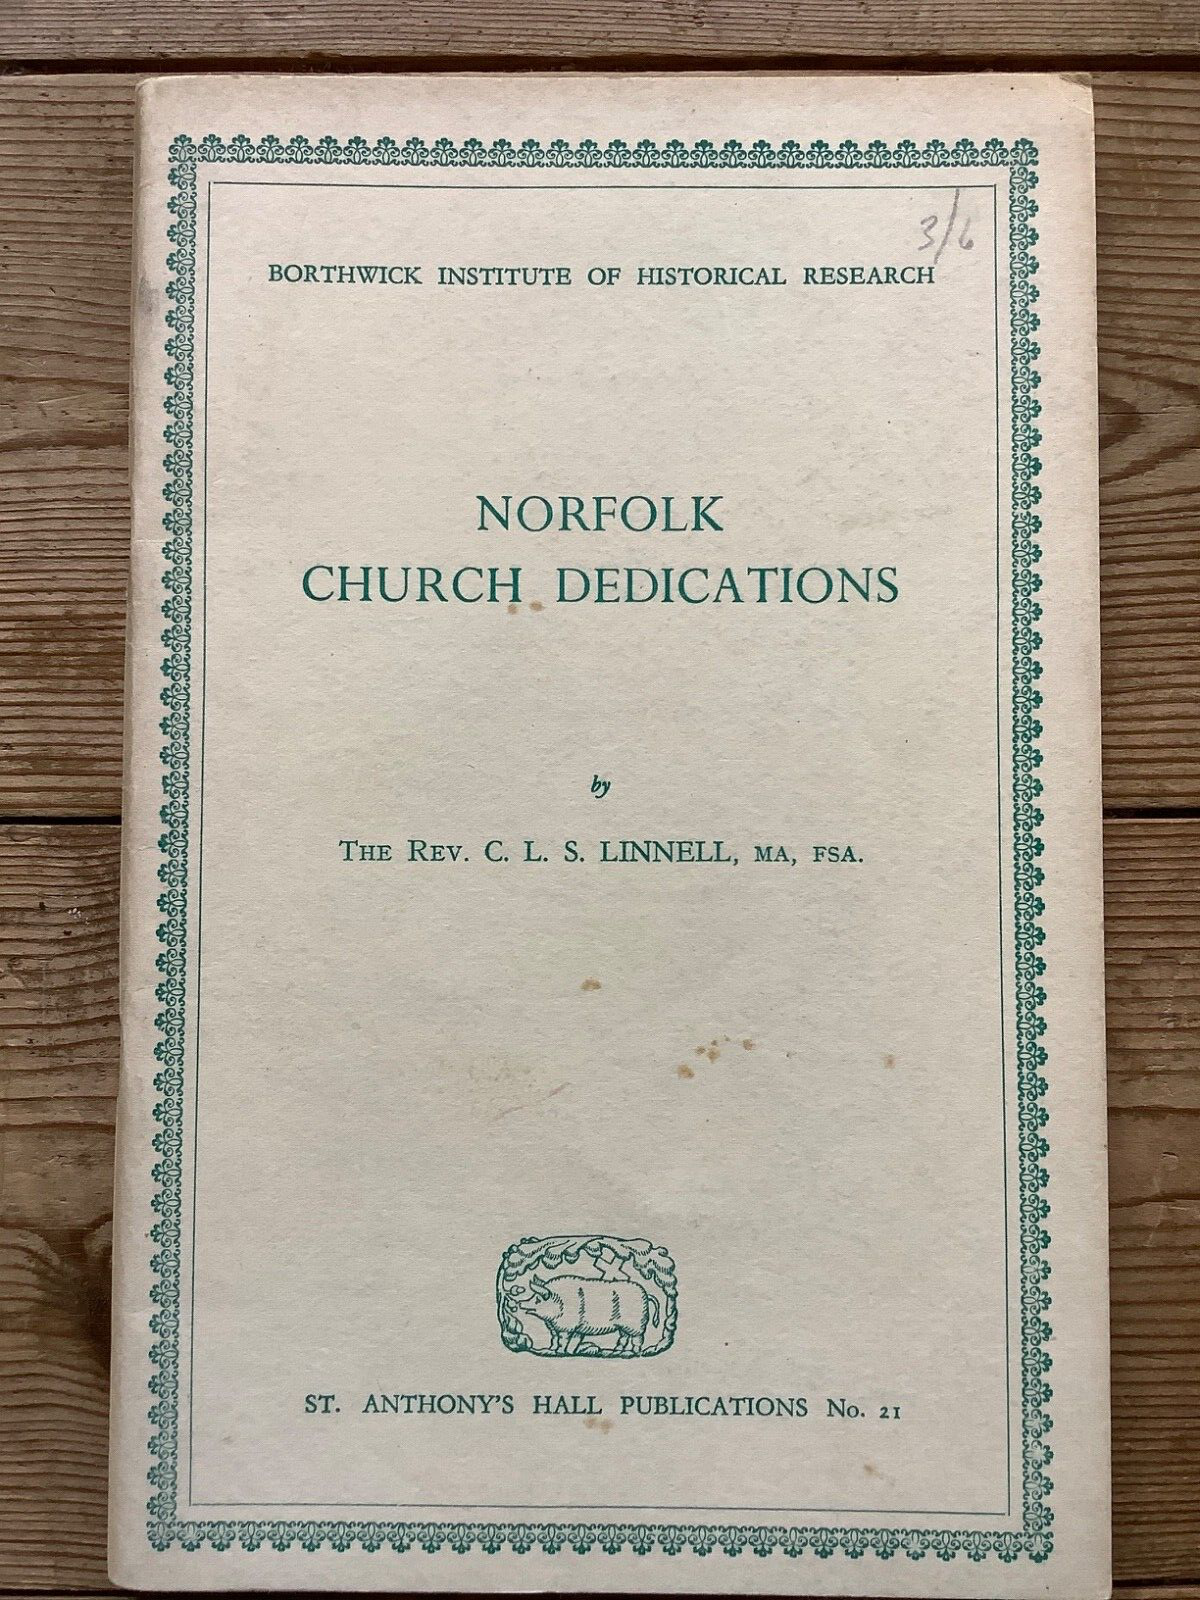 3/6
BORTHWICK INSTITUTE OF HISTORICAL RESEARCH
NORFOLK
CHURCH DEDICATIONS
by
THE REV. C. L. S. LINNELL, MA, FSA.
ST. ANTHONY'S HALL PUBLICATIONS No. 21